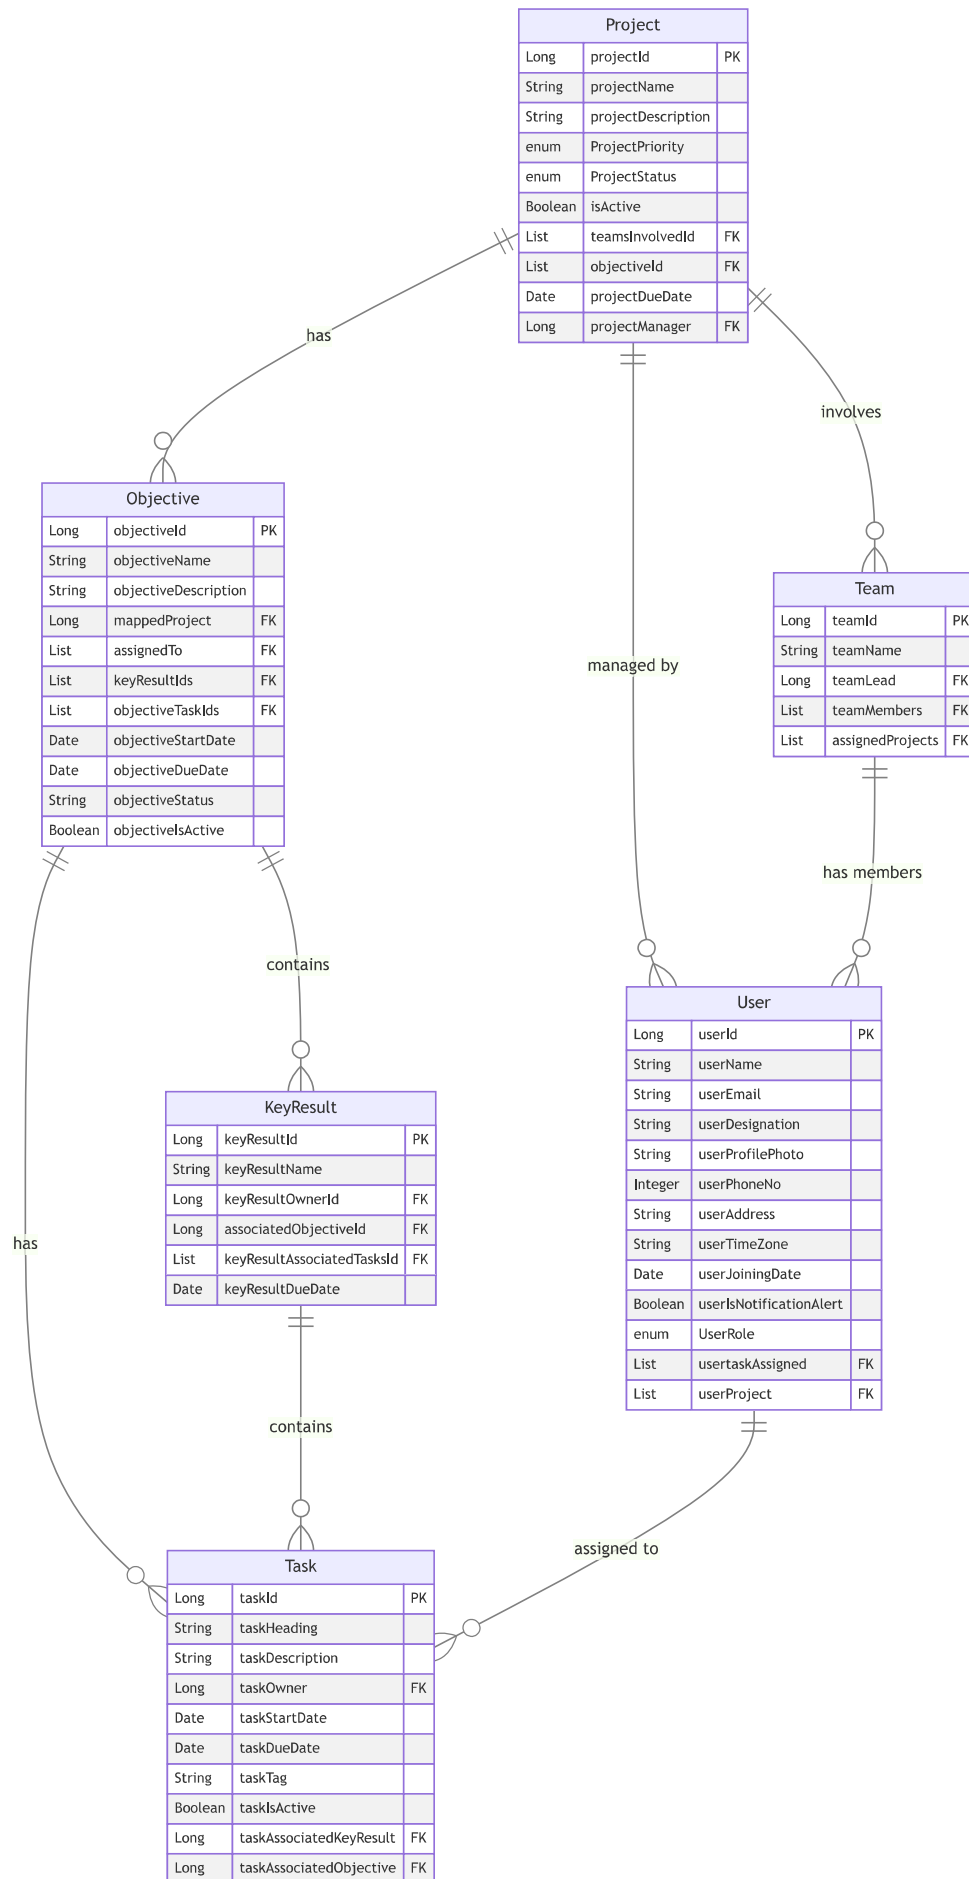 Project
Long projectId PK
String projectName
String projectDescription
enum ProjectPriority
enum ProjectStatus
Boolean isActive
List teamsInvolvedId FK
List objectiveId FK
Date projectDueDate
Long projectManager FK
has
involves
managed by
Objective
Long objectiveId PK
String objectiveName
String objectiveDescription
Long mappedProject FK
List assignedTo FK
List keyResultIds FK
List objectiveTaskIds FK
Date objectiveStartDate
Date objectiveDueDate
String objectiveStatus
Boolean objectiveIsActive
Team
Long teamId PK
String teamName
Long teamLead FK
List teamMembers FK
List assignedProjects FK
has members
contains
has
User
Long userId PK
String userName
String userEmail
String userDesignation
String userProfilePhoto
Integer userPhoneNo
String userAddress
String userTimeZone
Date userJoiningDate
Boolean userIsNotificationAlert
enum UserRole
List usertaskAssigned FK
List userProject FK
KeyResult
Long keyResultId PK
String keyResultName
Long keyResultOwnerId FK
Long associatedObjectiveId FK
List keyResultAssociatedTasksId FK
Date keyResultDueDate
contains
assigned to
Task
Long taskId PK
String taskHeading
String taskDescription
Long taskOwner FK
Date taskStartDate
Date taskDueDate
String taskTag
Boolean taskIsActive
Long taskAssociatedKeyResult FK
Long taskAssociatedObjective FK